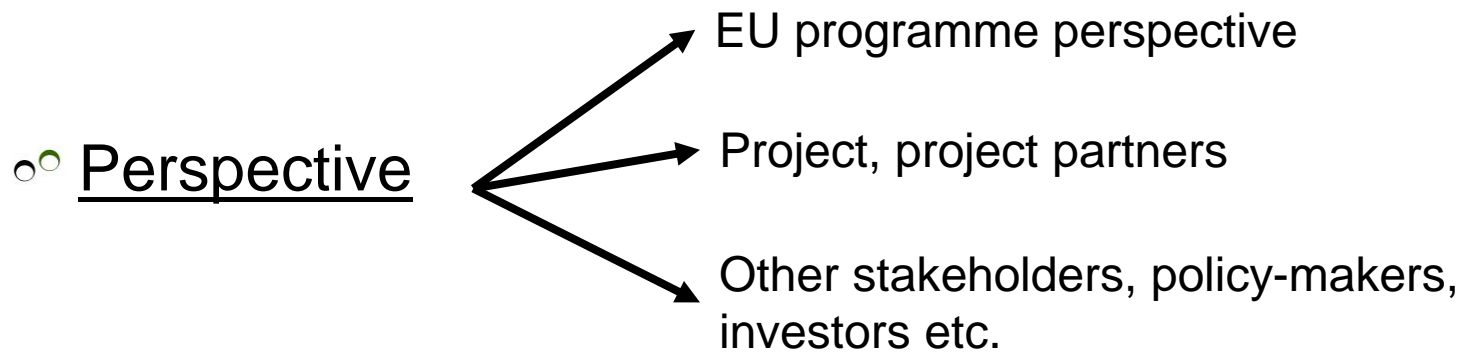 EU programme perspective
Perspective
Project, project partners
Other stakeholders, policy-makers,
investors etc.